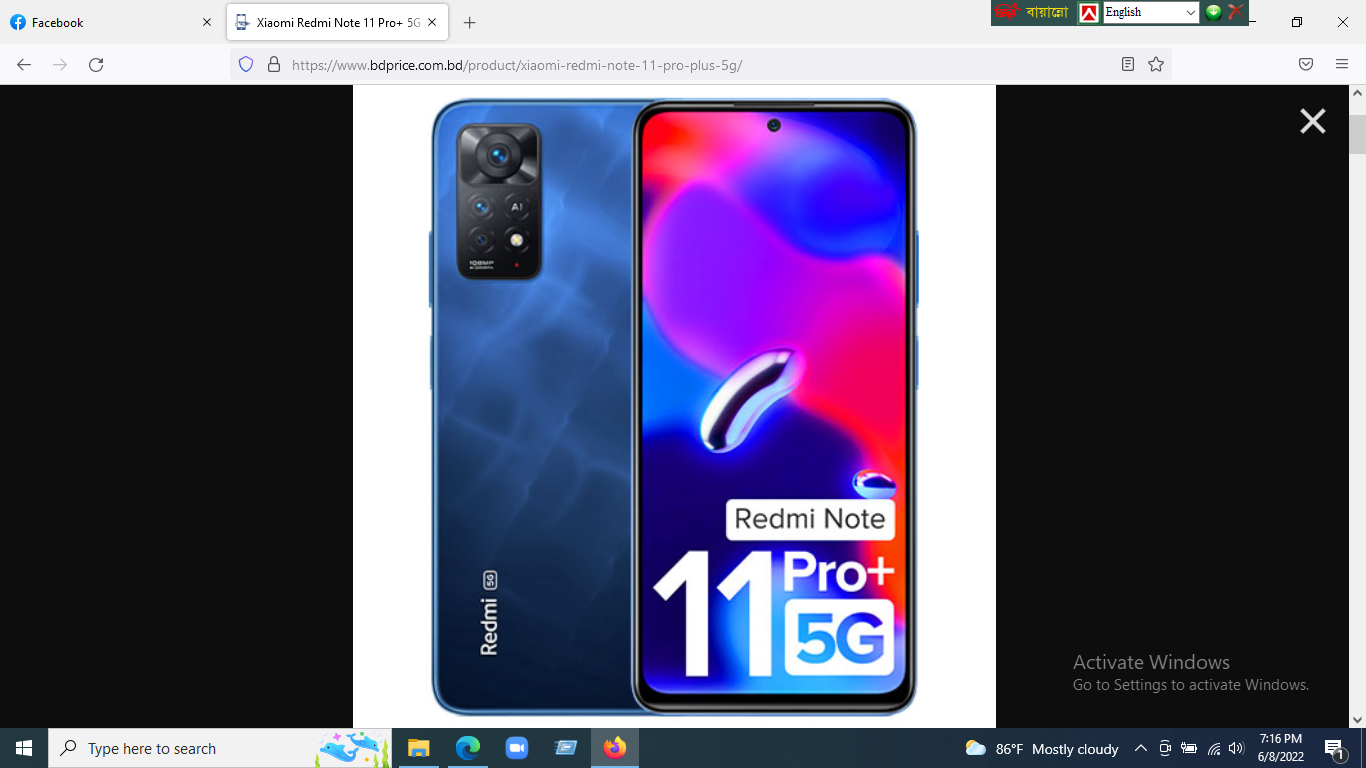 Facebook
Xiaomi Redmi Note 11 Pro+ 5G
বায়ান্নো
English
https://www.bdprice.com.bd/product/xiaomi-redmi-note-11-pro-plus-5g/
AI
108MP
AI CAMERA
Redmi 5G
Redmi Note
11 Pro+
5G
Activate Windows
Go to Settings to activate Windows.
Type here to search
86°F Mostly cloudy
7:16 PM
6/8/2022
1